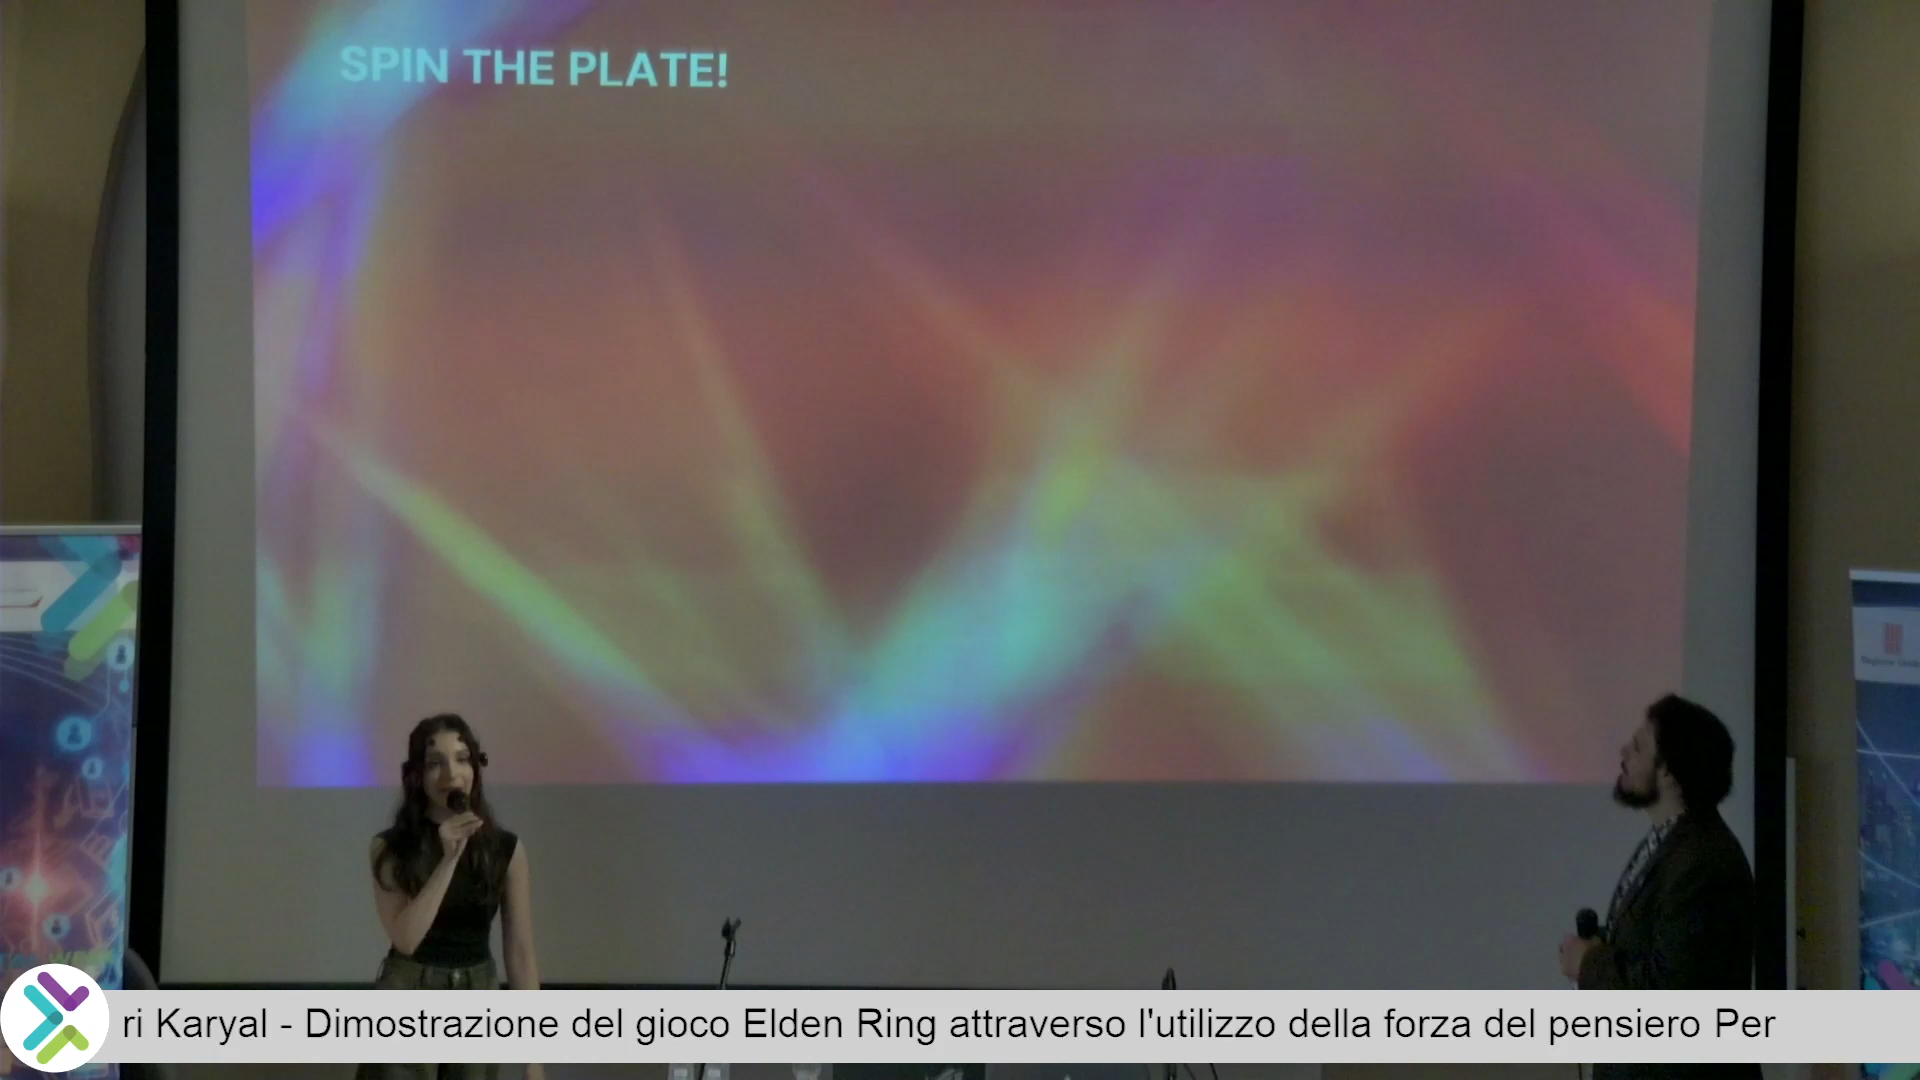 SPIN THE PLATE!
ri Karyal - Dimostrazione del gioco Elden Ring attraverso l'utilizzo della forza del pensiero Per